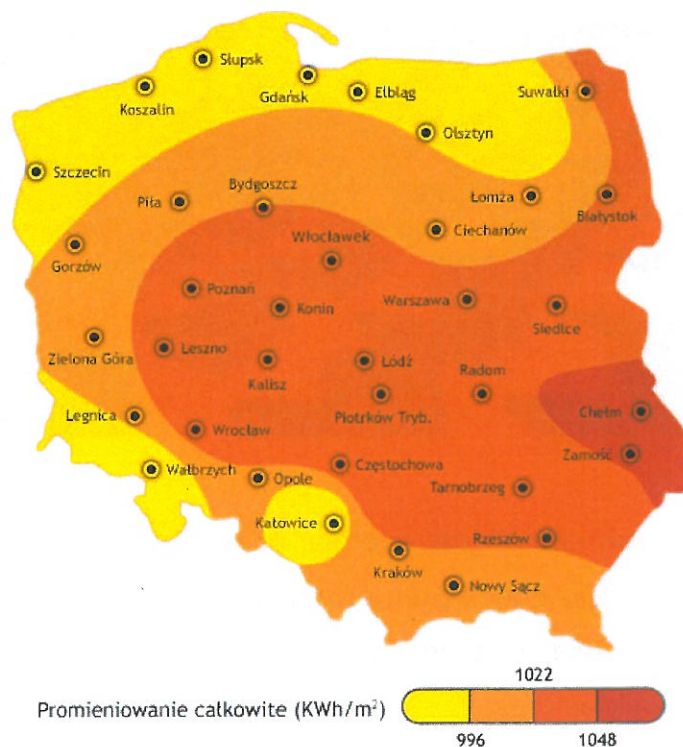 Słupsk
Koszalin
Gdańsk
Elbląg
Suwałki
Olsztyn
Szczecin
Bydgoszcz
Piła
Łomża
Białystok
Ciechanów
Włocławek
Gorzów
Poznań
Konin
Warszawa
Siedlce
Zielona Góra
Leszno
Kalisz
Łódź
Radom
Piotrków Tryb.
Chełm
Legnica
Wrocław
Zamość
Wałbrzych
Opole
Częstochowa
Tarnobrzeg
Katowice
Rzeszów
Kraków
Nowy Sącz
1022
Promieniowanie całkowite (KWh/m²)
996
1048